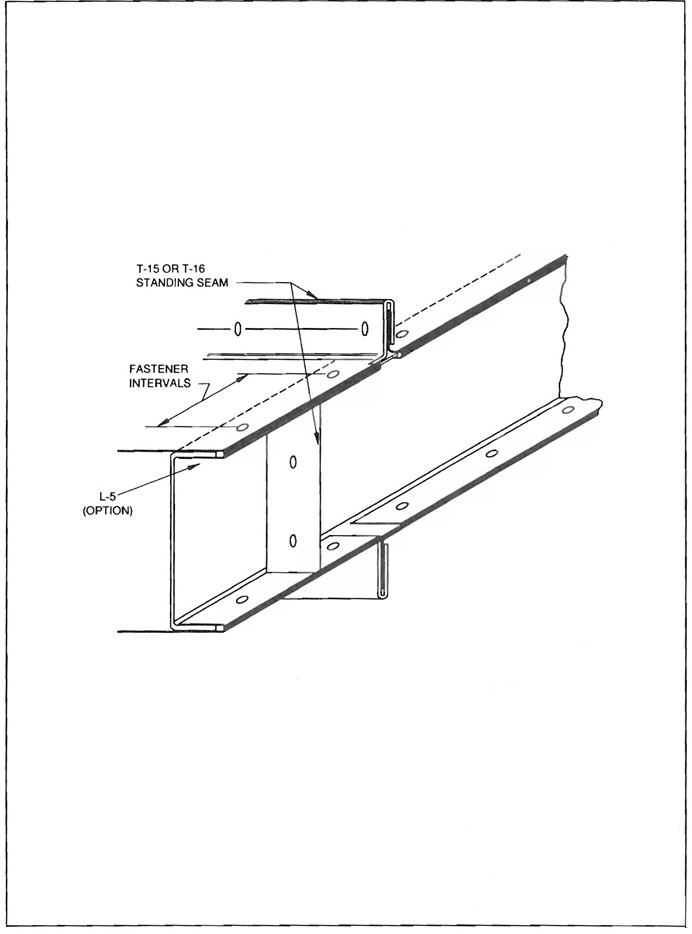 T-15 OR T-16
STANDING SEAM
FASTENER
INTERVALS
L-5
(OPTION)